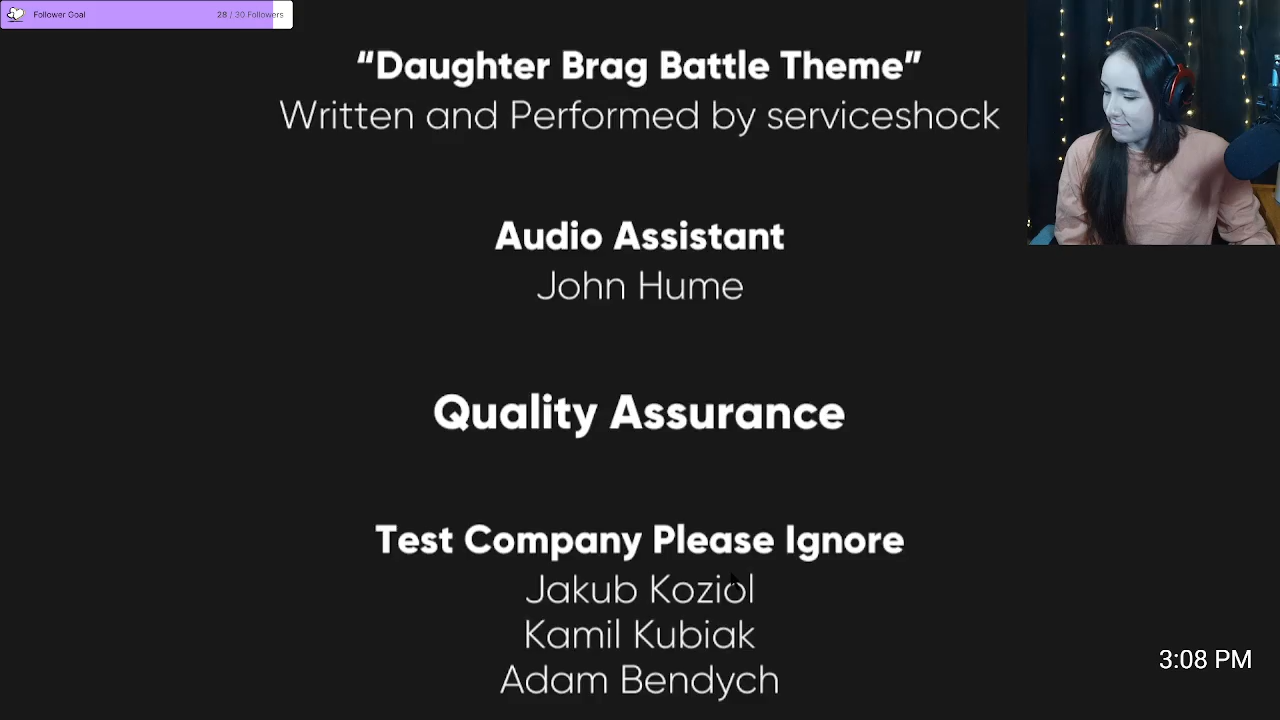 Follower Goal
28 / 30 Followers
“Daughter Brag Battle Theme”
Written and Performed by serviceshock
Audio Assistant
John Hume
Quality Assurance
Test Company Please Ignore
Jakub Koziol
Kamil Kubiak
Adam Bendych
3:08 PM